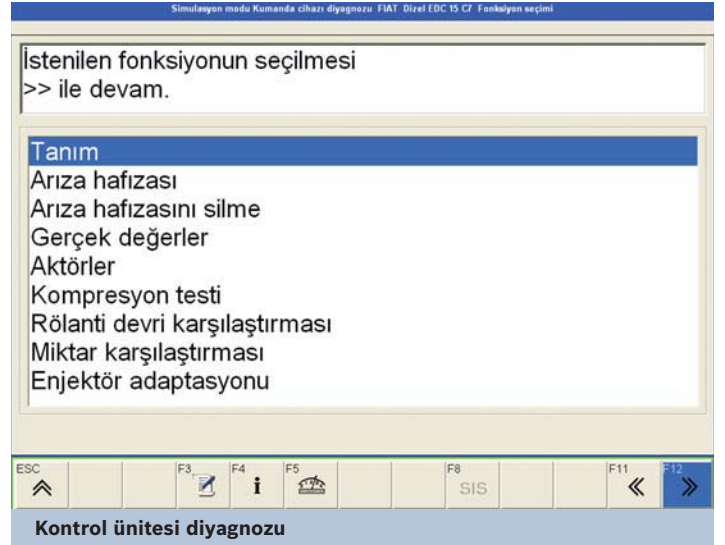 Simulasyon modu Kumanda cihazı diyagnozu FIAT Dizel EDC 15 C7 Fonksiyon seçimi
İstenilen fonksiyonun seçilmesi
>> ile devam.
Tanım
Arıza hafızası
Arıza hafızasını silme
Gerçek değerler
Aktörler
Kompresyon testi
Rölanti devri karşılaştırması
Miktar karşılaştırması
Enjektör adaptasyonu
ESC F3 F4 i F5 F8 SIS F11 F12
Kontrol ünitesi diyagnozu